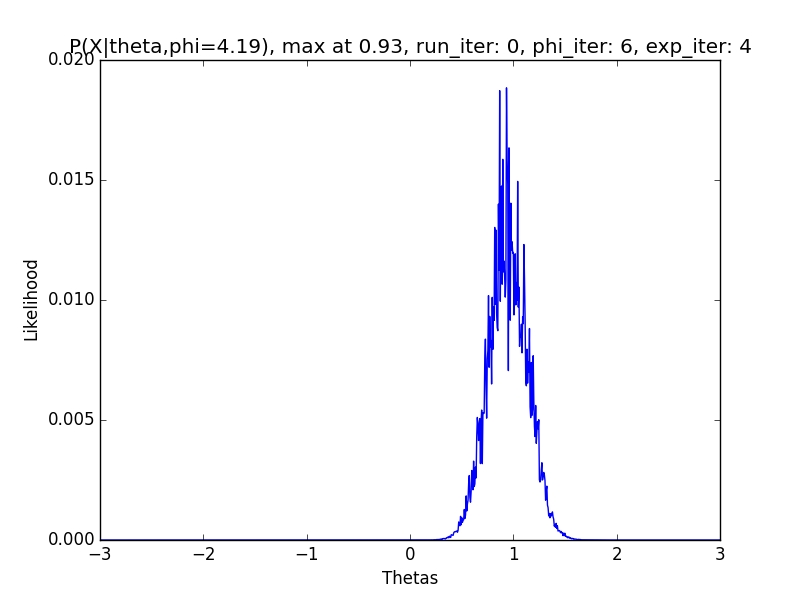 P(X|theta,phi=4.19), max at 0.93, run_iter: 0, phi_iter: 6, exp_iter: 4
0.020
0.015
0.010
0.005
0.000
Likelihood
−3 −2 −1 0 1 2 3
Thetas